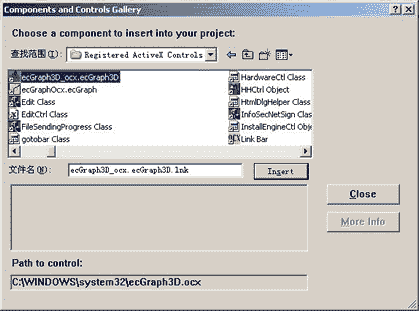 Components and Controls Gallery
Choose a component to insert into your project:
查找范围(I): Registered ActiveX Controls
ecGraph3D_ocx.ecGraph3D
ecGraphOcx.ecGraph
Edit Class
EditCtrl Class
FileSendingProgress Class
gotobar Class
HardwareCtl Class
HHCtrl Object
HtmlDlgHelper Class
InfoSecNetSign Class
InstallEngineCtl Obje
Link Bar
文件名(N): ecGraph3D_ocx.ecGraph3D.lnk Insert
Close
More Info
Path to control:
C:\WINDOWS\system32\ecGraph3D.ocx